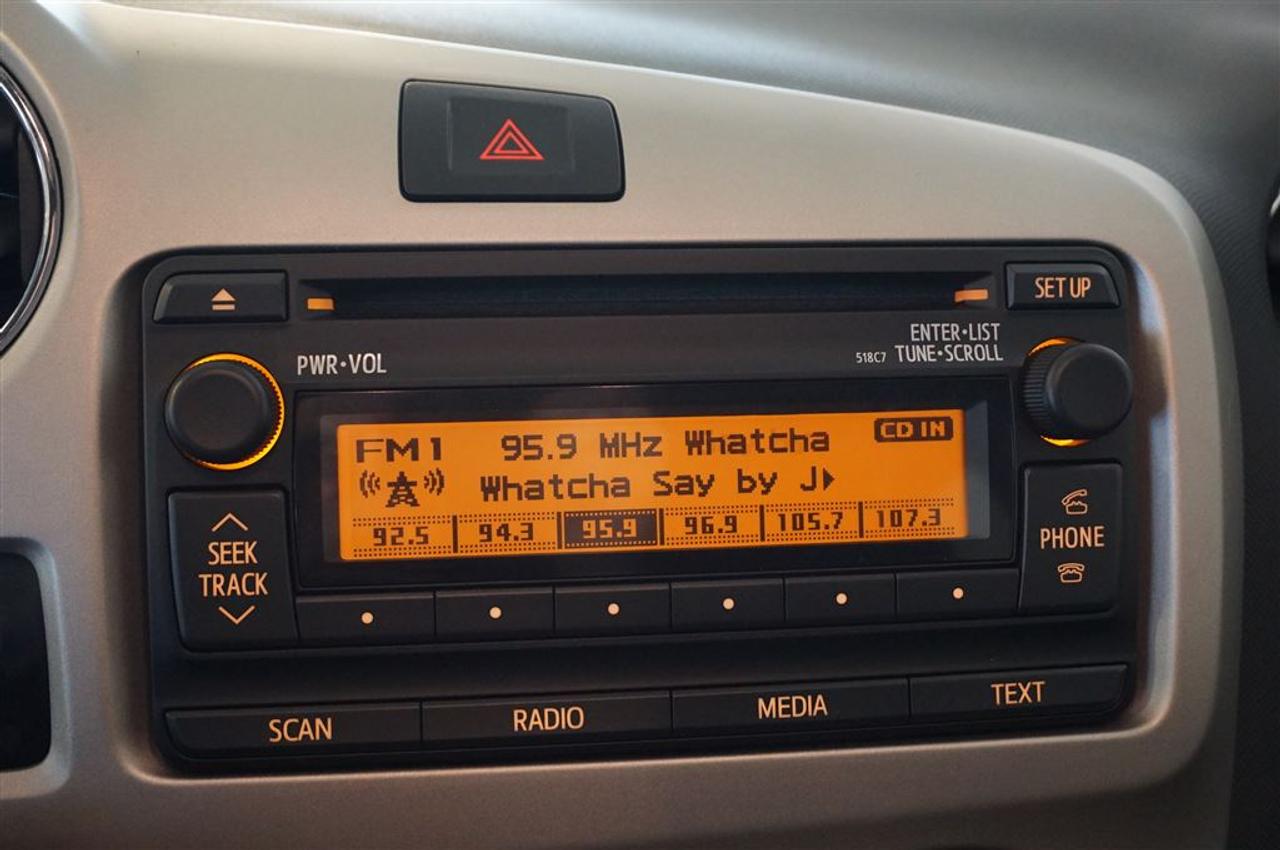 SET UP
ENTER•LIST
518C7 TUNE•SCROLL
PWR•VOL
FM1 95.9 MHz Whatcha CD IN
Whatcha Say by J
92.5 94.3 95.9 96.9 105.7 107.3
SEEK
TRACK
PHONE
SCAN RADIO MEDIA TEXT